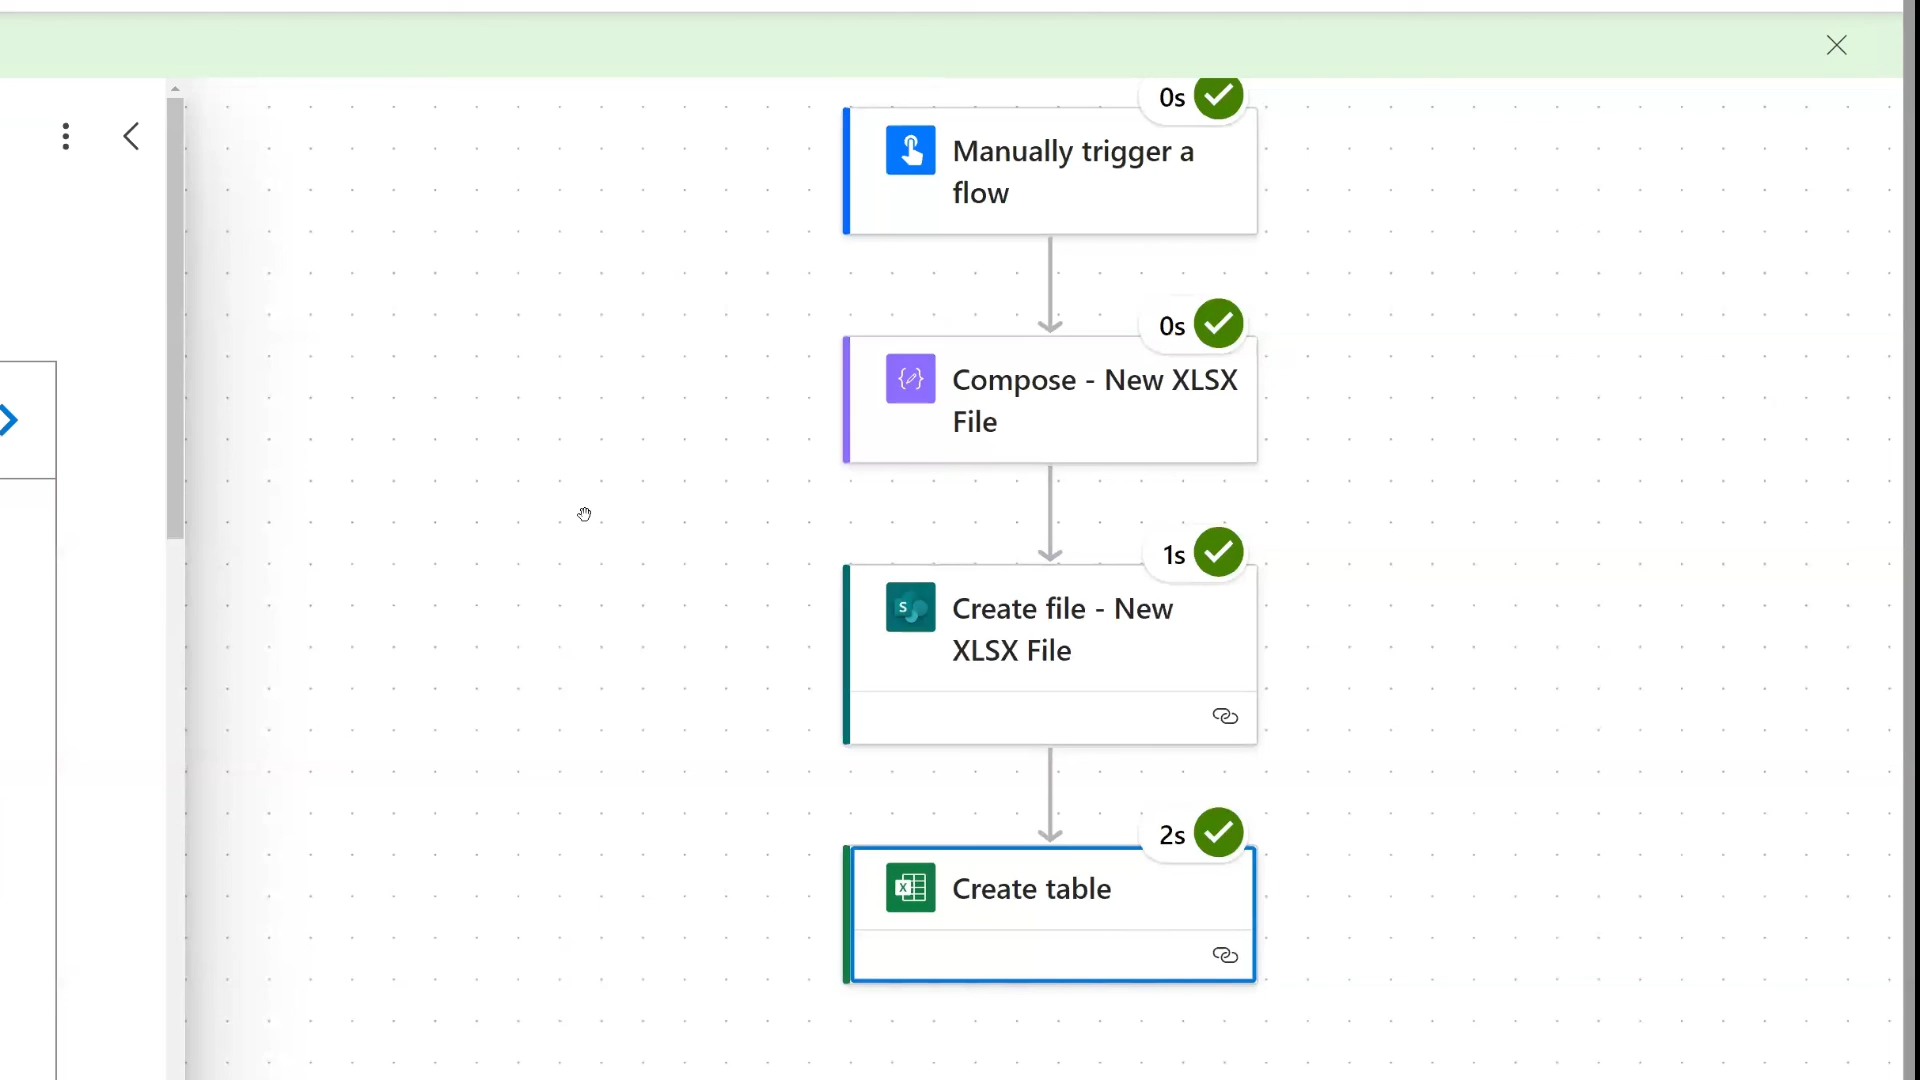 0s
Manually trigger a
flow
0s
Compose - New XLSX
File
1s
S
Create file - New
XLSX File
2s
X
Create table